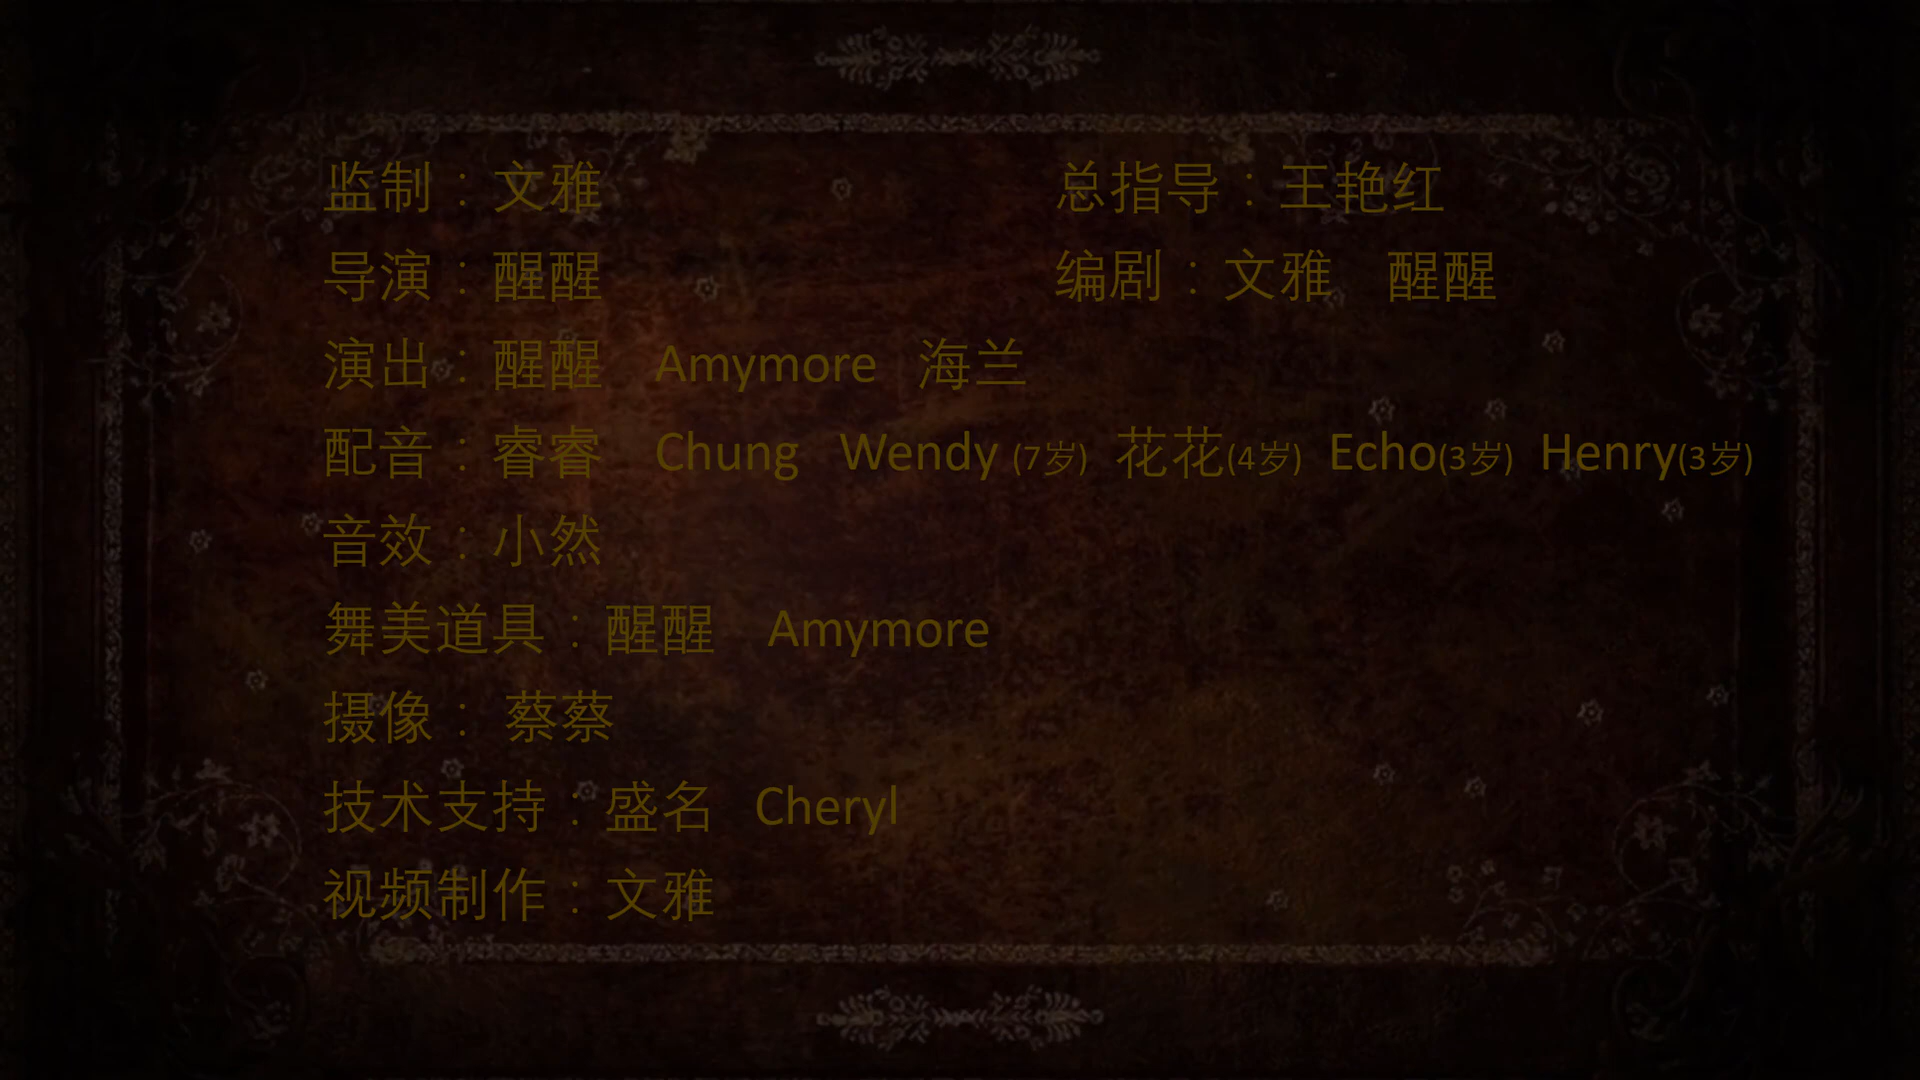 监制：文雅 总指导：王艳红
导演：醒醒 编剧：文雅 醒醒
演出：醒醒 Amymore 海兰
配音：睿睿 Chung Wendy (7岁) 花花(4岁) Echo(3岁) Henry(3岁)
音效：小然
舞美道具：醒醒 Amymore
摄像： 蔡蔡
技术支持：盛名 Cheryl
视频制作：文雅